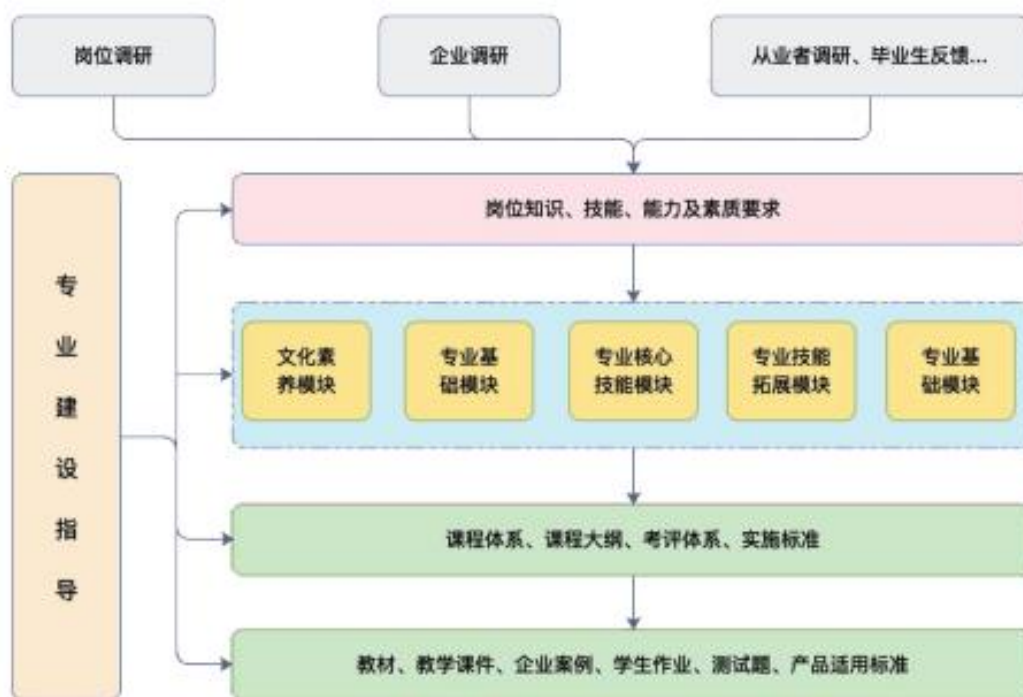 岗位调研
企业调研
从业者调研、毕业生反馈...
专业建设指导
岗位知识、技能、能力及素质要求
文化素
养模块
专业基
础模块
专业核心
技能模块
专业技能
拓展模块
专业基
础模块
课程体系、课程大纲、考评体系、实施标准
教材、教学课件、企业案例、学生作业、测试题、产品适用标准